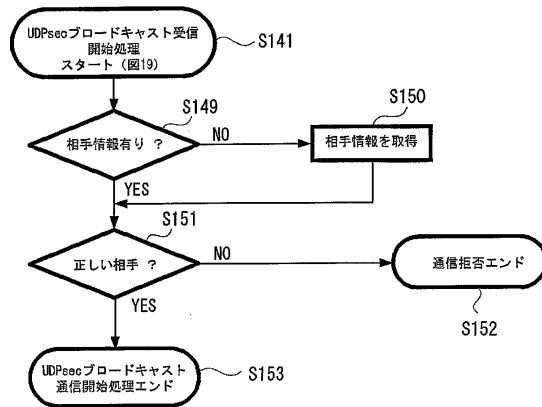 UDPsecブロードキャスト受信
開始処理
スタート（図19）
S141
S149
S150
相手情報有り ？
NO
相手情報を取得
YES
S151
正しい相手 ？
NO
通信拒否エンド
YES
S152
UDPsecブロードキャスト
通信開始処理エンド
S153